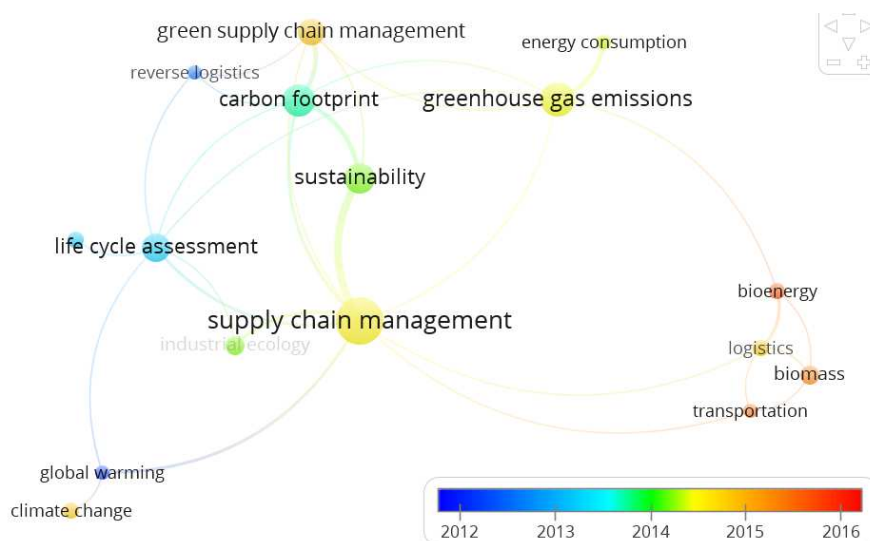 green supply chain management
energy consumption
reverse logistics
carbon footprint
greenhouse gas emissions
sustainability
life cycle assessment
bioenergy
supply chain management
industrial ecology
logistics
biomass
transportation
global warming
climate change
2012 2013 2014 2015 2016